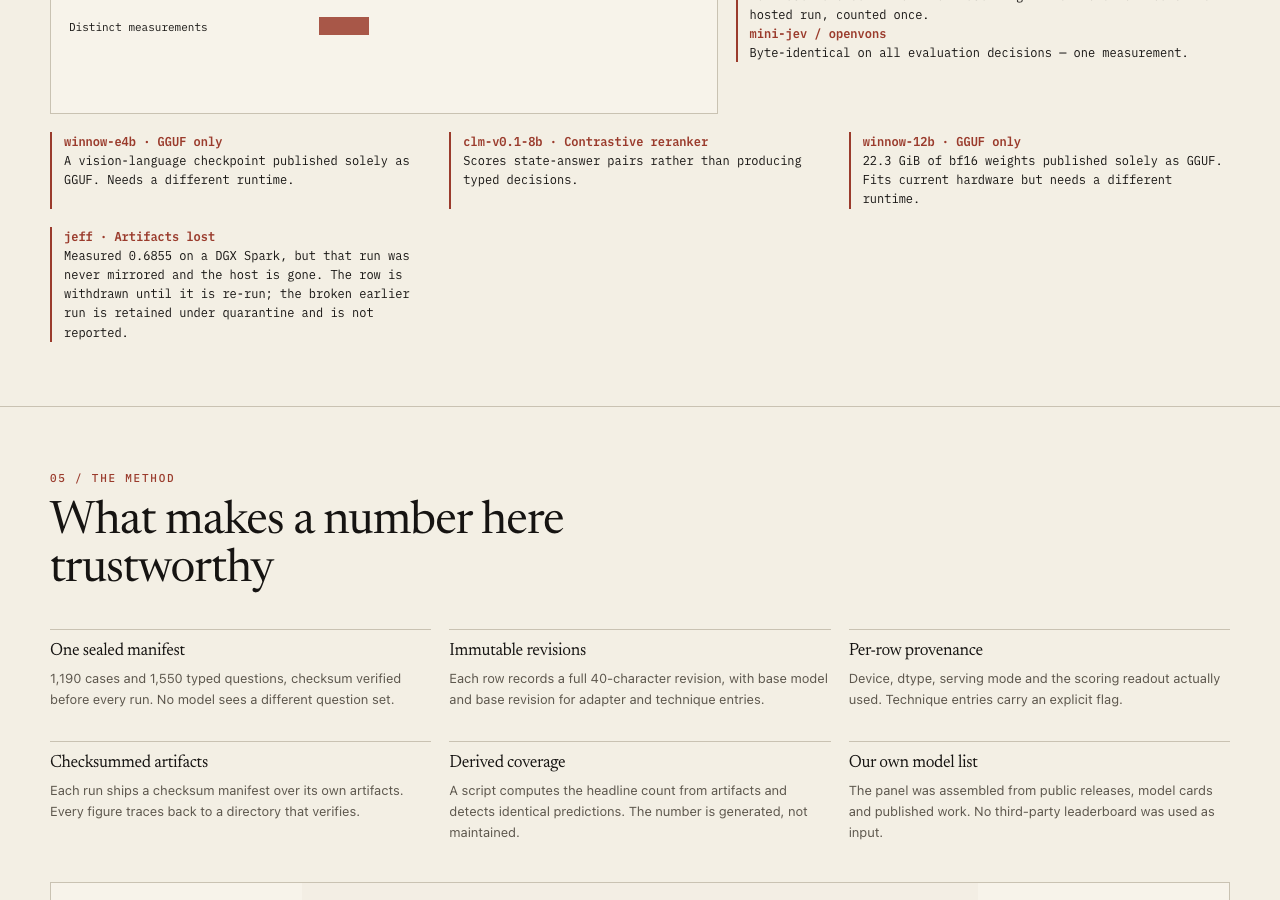 hosted run, counted once.
Distinct measurements
mini-jev / openvons
Byte-identical on all evaluation decisions — one measurement.
winnow-e4b · GGUF only
A vision-language checkpoint published solely as
GGUF. Needs a different runtime.
clm-v0.1-8b · Contrastive reranker
Scores state-answer pairs rather than producing
typed decisions.
winnow-12b · GGUF only
22.3 GiB of bf16 weights published solely as GGUF.
Fits current hardware but needs a different
runtime.
jeff · Artifacts lost
Measured 0.6855 on a DGX Spark, but that run was
never mirrored and the host is gone. The row is
withdrawn until it is re-run; the broken earlier
run is retained under quarantine and is not
reported.
05 / THE METHOD
What makes a number here
trustworthy
One sealed manifest
1,190 cases and 1,550 typed questions, checksum verified
before every run. No model sees a different question set.
Immutable revisions
Each row records a full 40-character revision, with base model
and base revision for adapter and technique entries.
Per-row provenance
Device, dtype, serving mode and the scoring readout actually
used. Technique entries carry an explicit flag.
Checksummed artifacts
Each run ships a checksum manifest over its own artifacts.
Every figure traces back to a directory that verifies.
Derived coverage
A script computes the headline count from artifacts and
detects identical predictions. The number is generated, not
maintained.
Our own model list
The panel was assembled from public releases, model cards
and published work. No third-party leaderboard was used as
input.